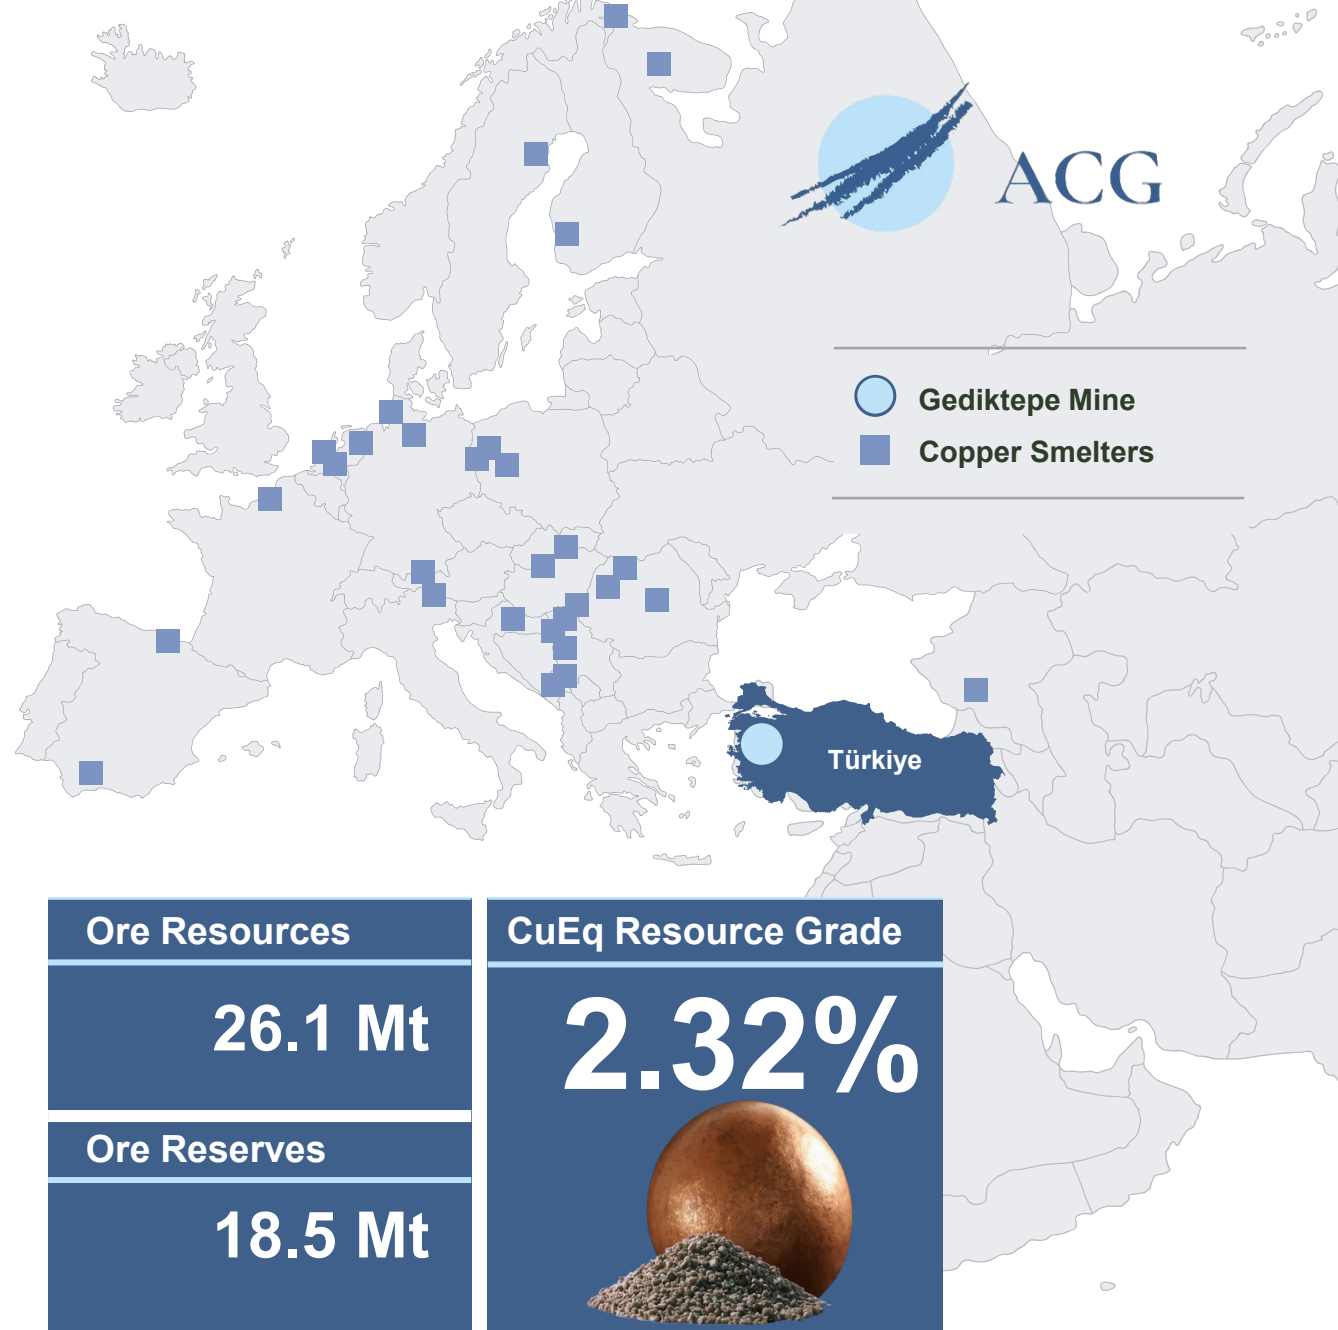 ACG
Gediktepe Mine
Copper Smelters
Türkiye
Ore Resources
26.1 Mt
Ore Reserves
18.5 Mt
CuEq Resource Grade
2.32%